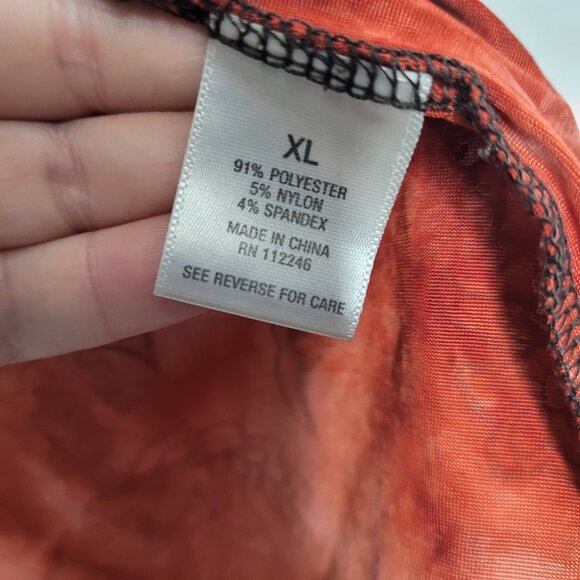 XL
91% POLYESTER
5% NYLON
4% SPANDEX
MADE IN CHINA
RN 112246
SEE REVERSE FOR CARE